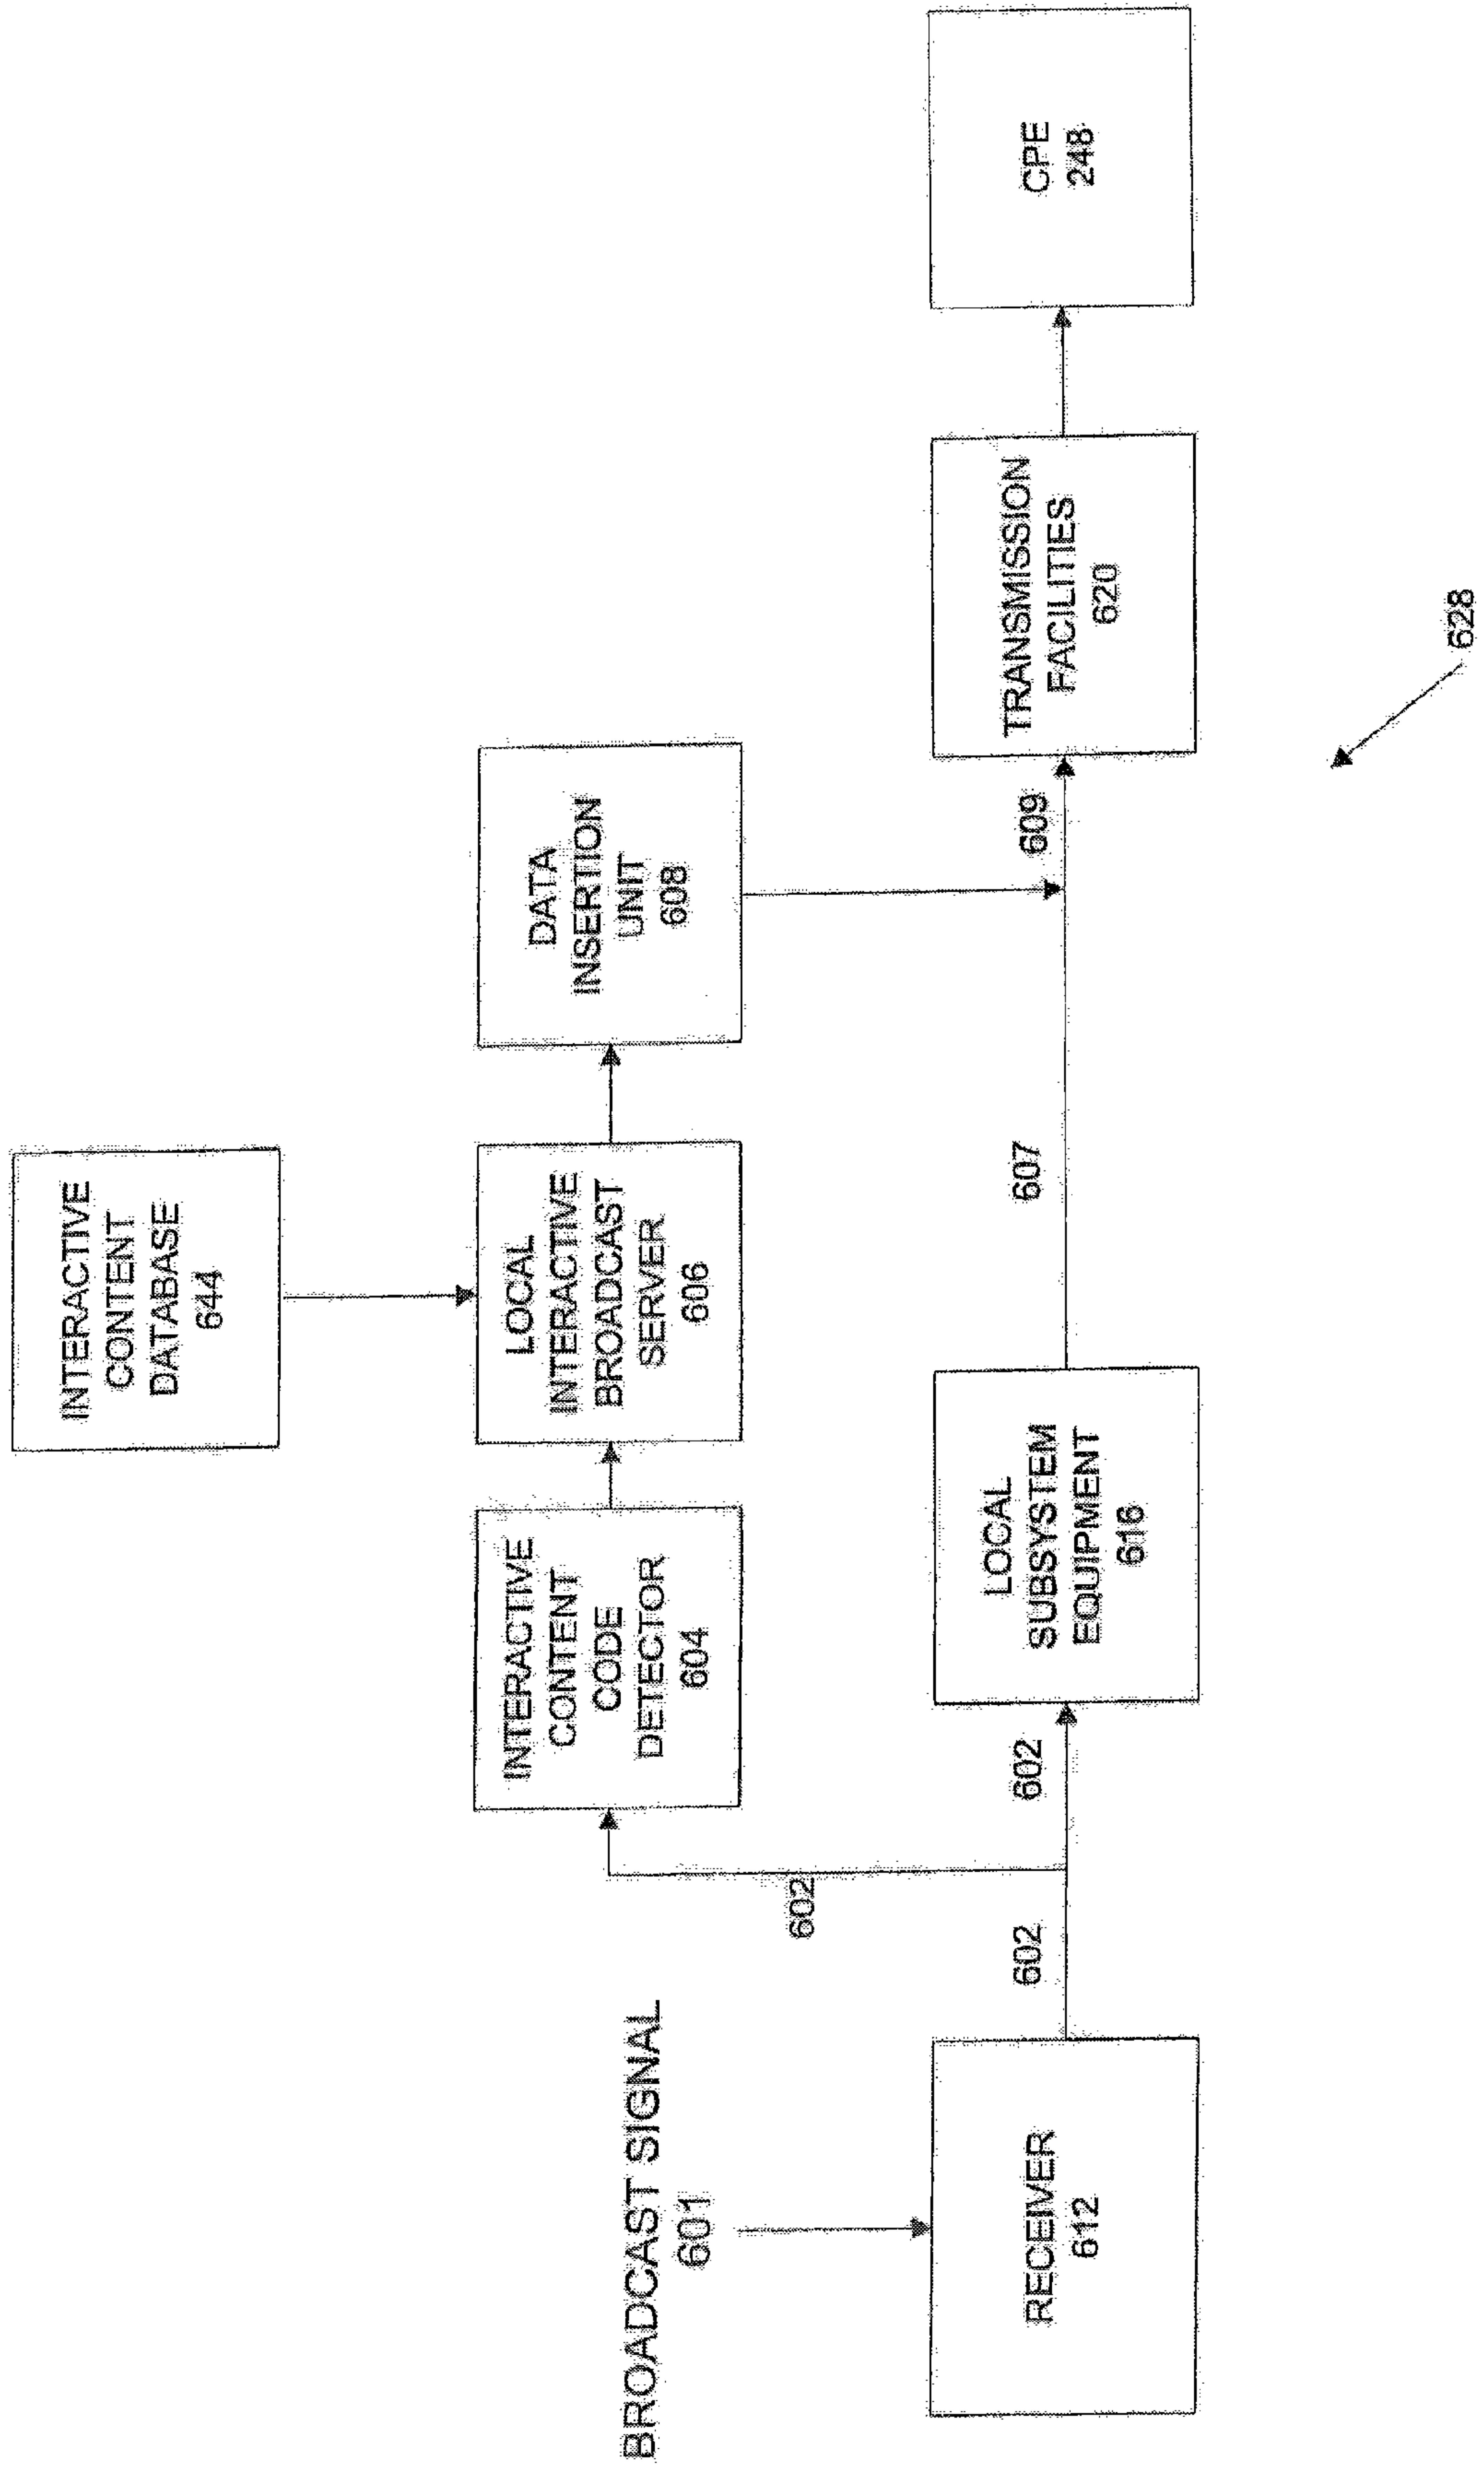 INTERACTIVE
CONTENT
DATABASE
644
INTERACTIVE
CONTENT
CODE
DETECTOR
604
LOCAL
INTERACTIVE
BROADCAST
SERVER
606
DATA
INSERTION
UNIT
608
BROADCAST SIGNAL
601
602
RECEIVER
612
602
602
LOCAL
SUBSYSTEM
EQUIPMENT
616
607
609
TRANSMISSION
FACILITIES
620
CPE
248
628